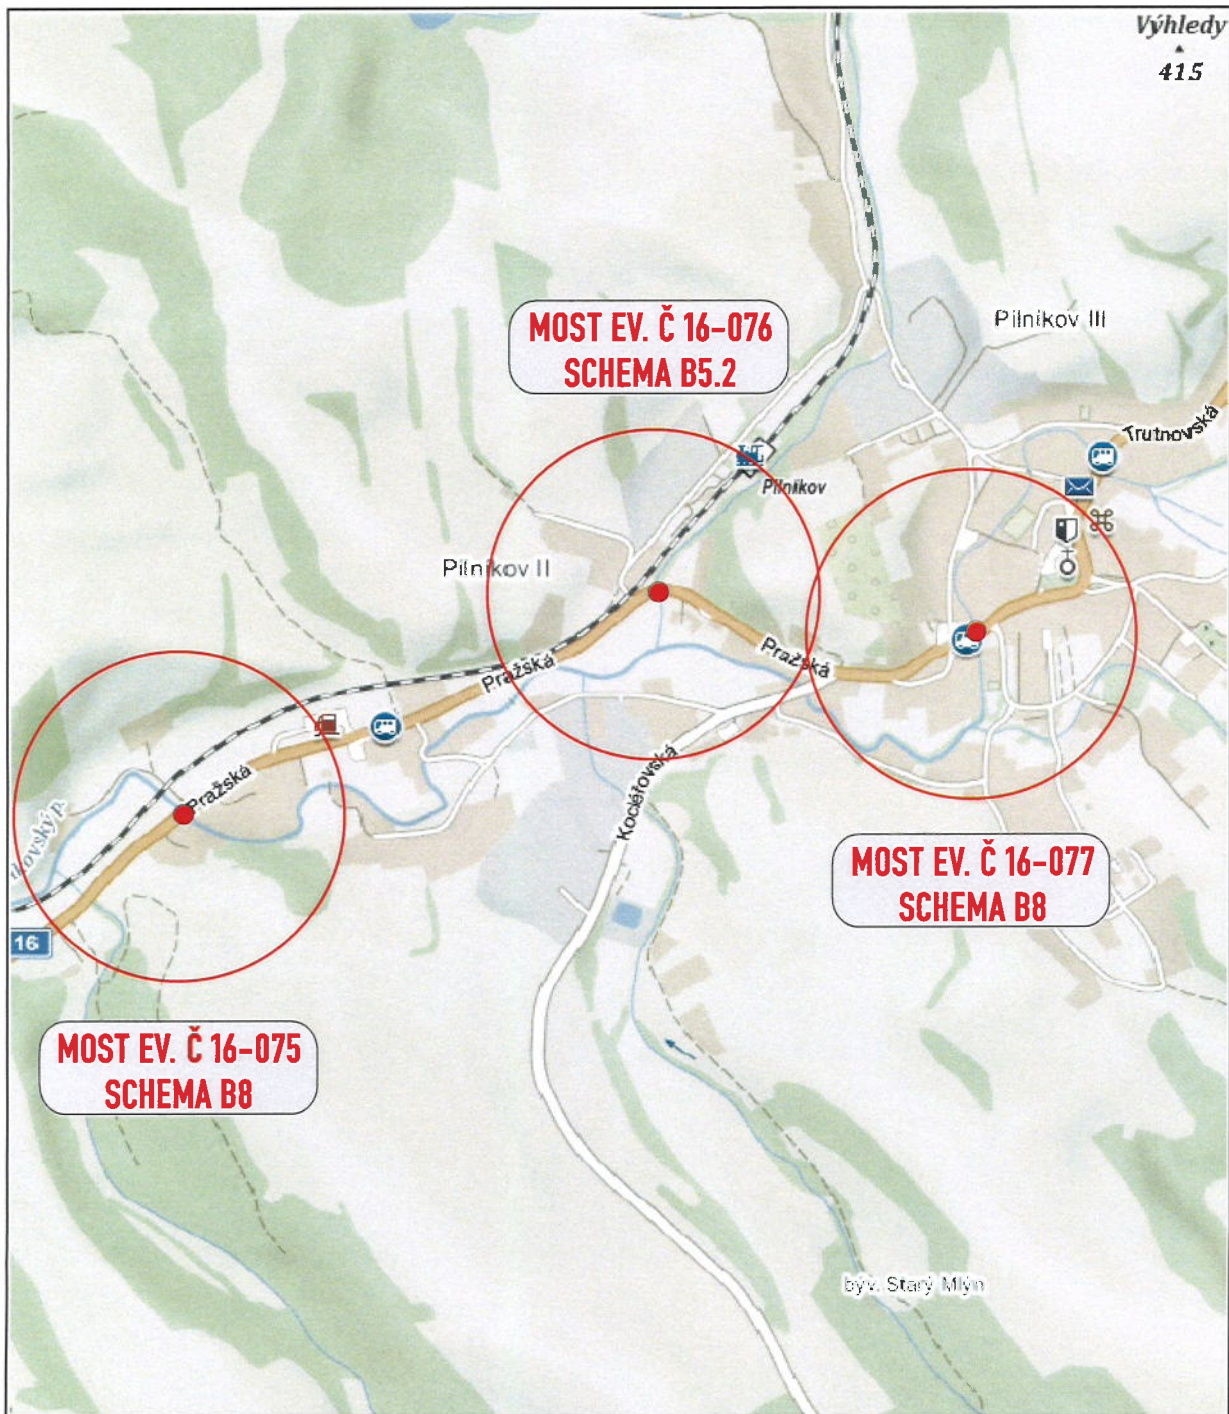 Výhledy
415
MOST EV. Č 16-076
SCHEMA B5.2
Pilníkov III
Trutnovská
Pilníkov
Pilníkov II
Pražská
Pražská
Pražská
Kocléřovská
16
MOST EV. Č 16-077
SCHEMA B8
MOST EV. Č 16-075
SCHEMA B8
býv. Starý Mlýn